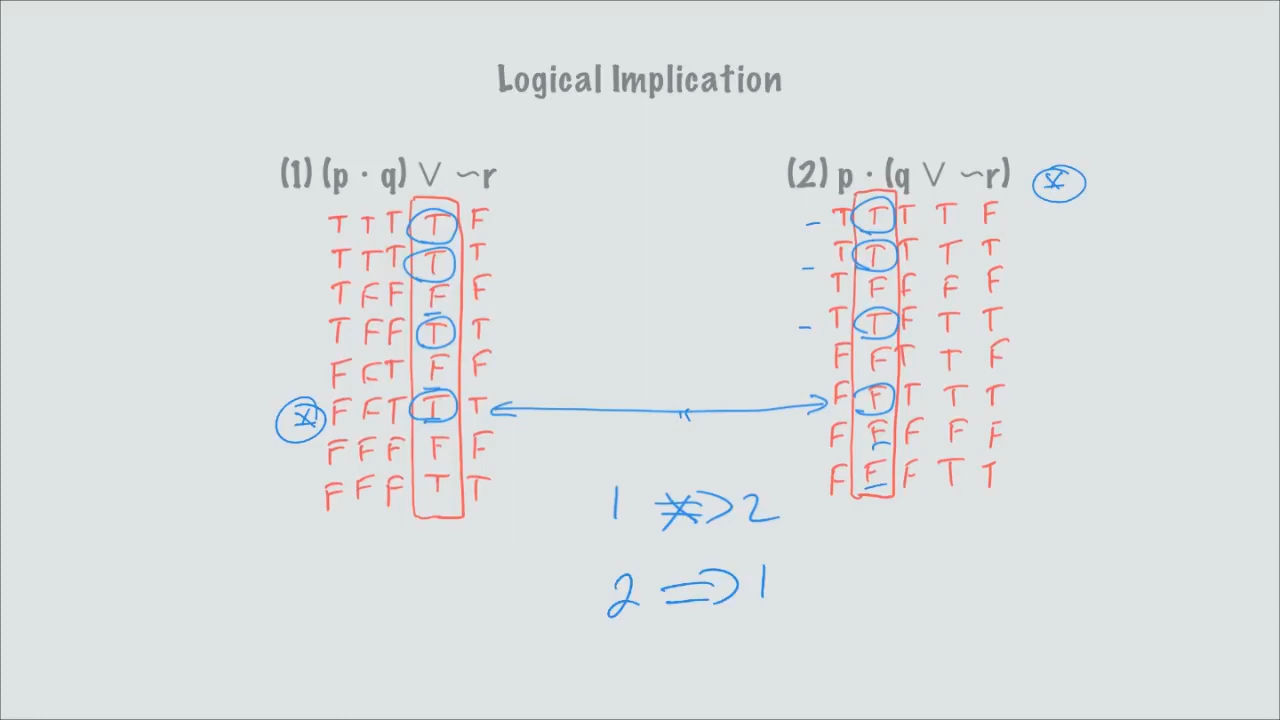 Logical Implication
(1) (p · q) ∨ ∼r (2) p · (q ∨ ∼r) X
T T T T F - T T T T F
T T T T T - T T T T T
T F F F F T F F F F
T F F T T - T T F T T
F F T F F F F T T F
X F F T T T F F T T T
F F F F F F F F F F
F F F T T F F F T T
1 ⇒ 2
2 ⇒ 1